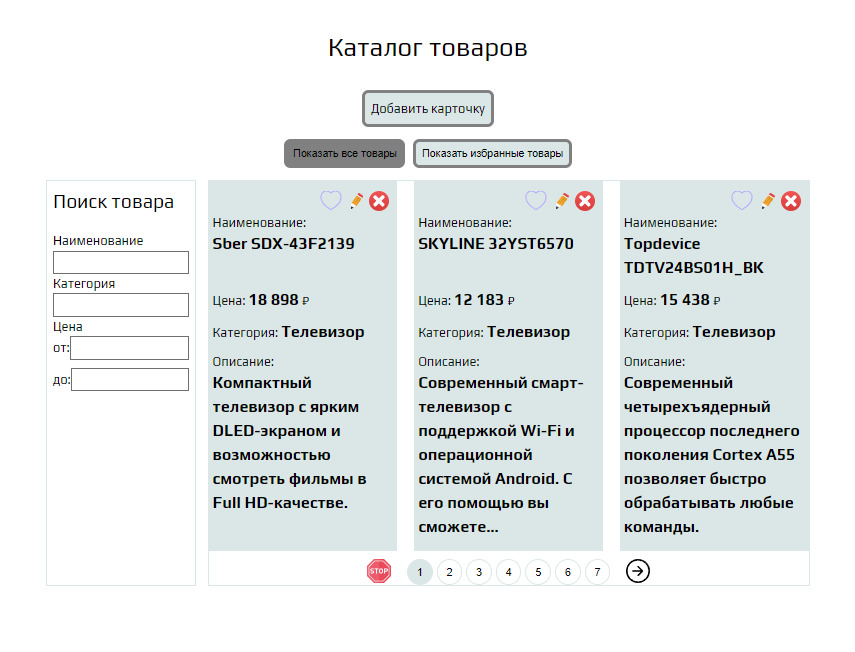 Каталог товаров
Добавить карточку
Показать все товары
Показать избранные товары
Поиск товара
Наименование
Категория
Цена
от:
до:
Наименование:
Sber SDX-43F2139
Цена: 18 898 ₽
Категория: Телевизор
Описание:
Компактный
телевизор с ярким
DLED-экраном и
возможностью
смотреть фильмы в
Full HD-качестве.
Наименование:
SKYLINE 32YST6570
Цена: 12 183 ₽
Категория: Телевизор
Описание:
Современный смарт-
телевизор с
поддержкой Wi-Fi и
операционной
системой Android. С
его помощью вы
сможете...
Наименование:
Topdevice
TDTV24BS01H_BK
Цена: 15 438 ₽
Категория: Телевизор
Описание:
Современный
четырехъядерный
процессор последнего
поколения Cortex A55
позволяет быстро
обрабатывать любые
команды.
STOP 1 2 3 4 5 6 7